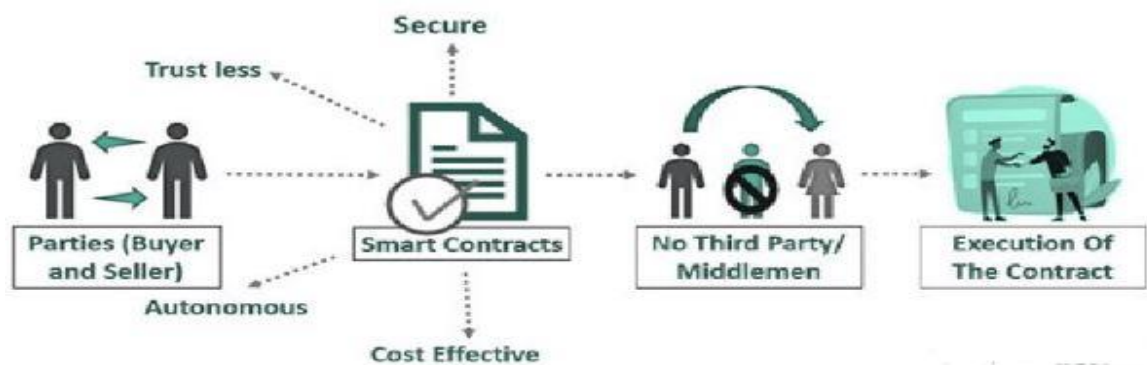 Secure
Trust less
Parties (Buyer
and Seller)
Smart Contracts
No Third Party/
Middlemen
Execution Of
The Contract
Autonomous
Cost Effective